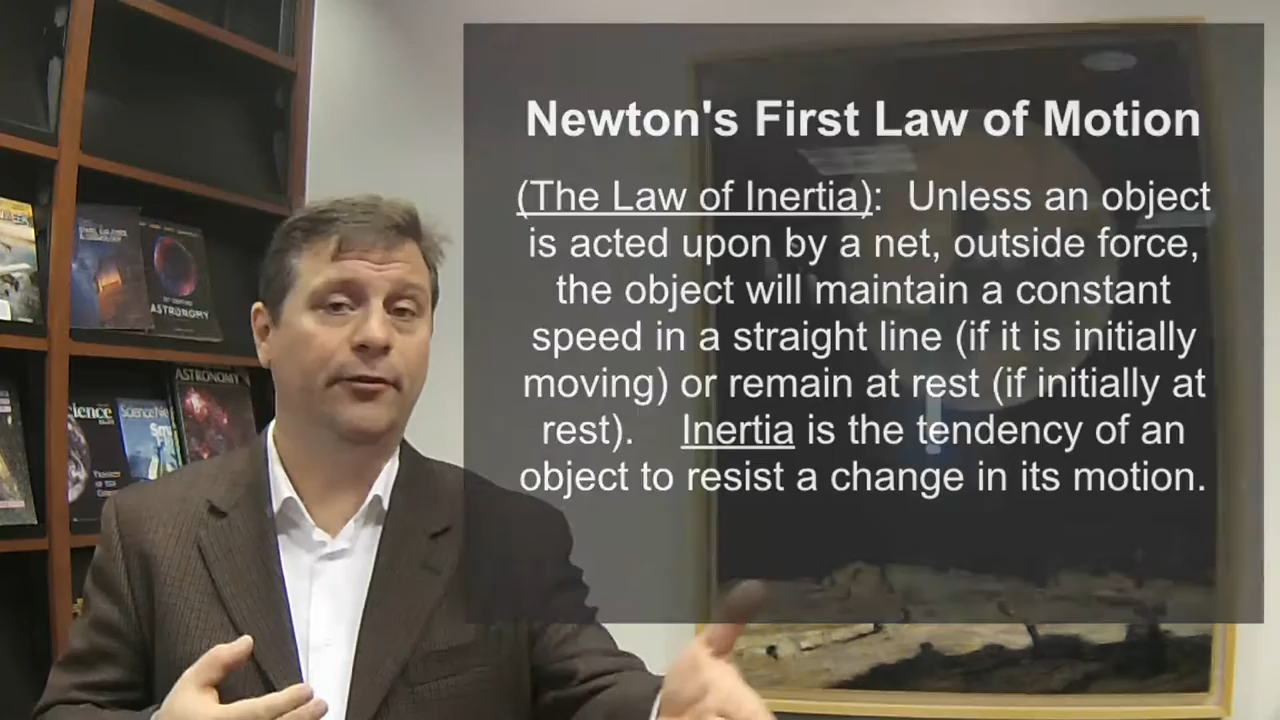 Newton's First Law of Motion
(The Law of Inertia): Unless an object
is acted upon by a net, outside force,
the object will maintain a constant
speed in a straight line (if it is initially
moving) or remain at rest (if initially at
rest). Inertia is the tendency of an
object to resist a change in its motion.
ASTRONOMY
ASTRONOMY